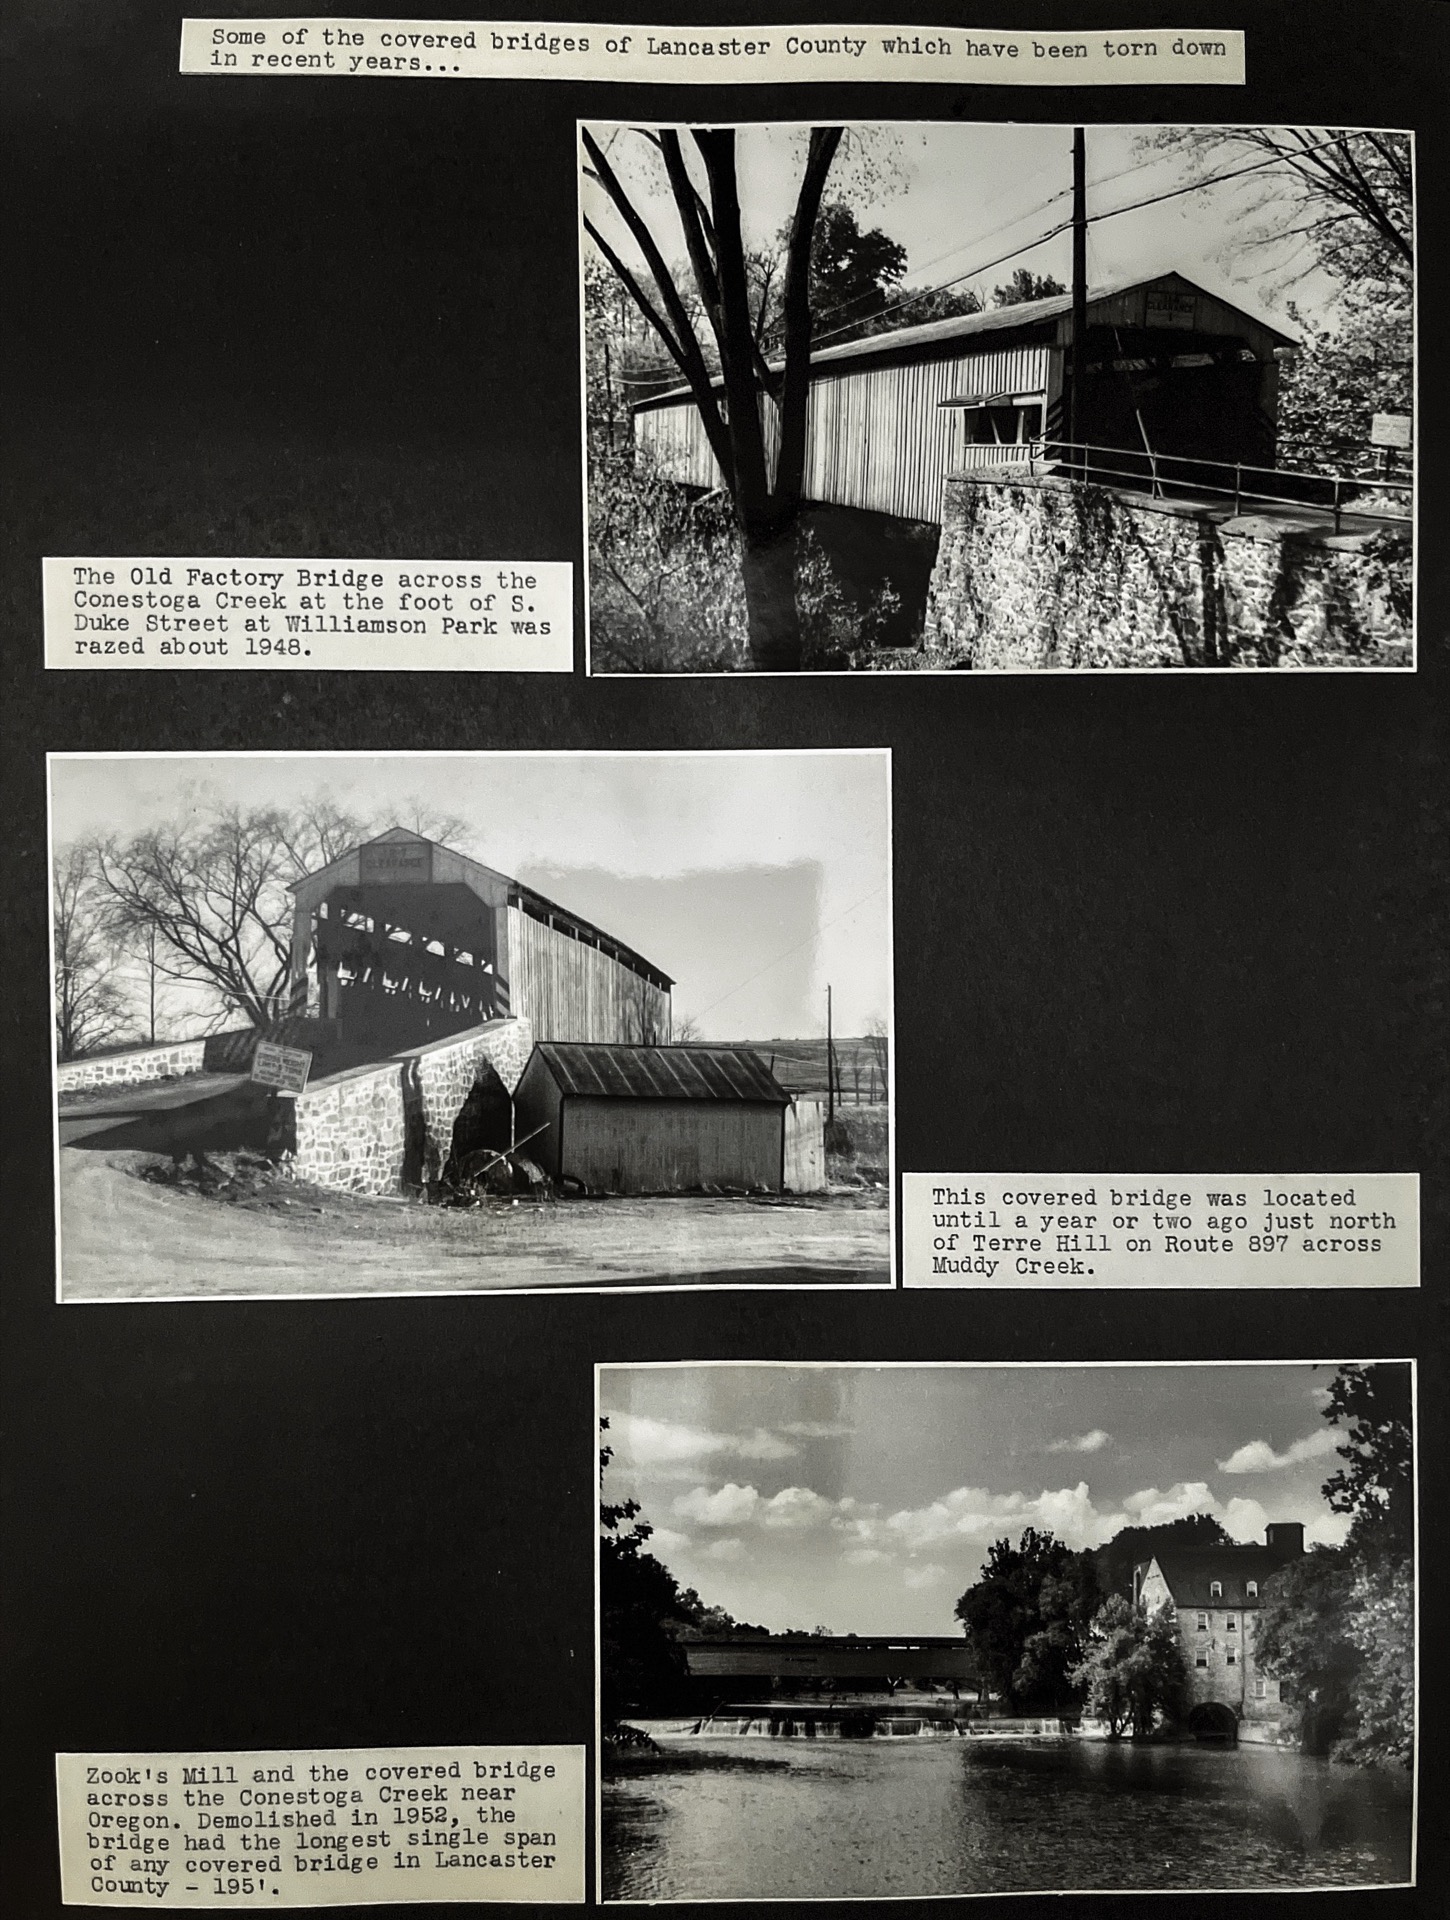 Some of the covered bridges of Lancaster County which have been torn down
in recent years...
CLEARANCE
The Old Factory Bridge across the
Conestoga Creek at the foot of S.
Duke Street at Williamson Park was
razed about 1948.
CLEARANCE
This covered bridge was located
until a year or two ago just north
of Terre Hill on Route 897 across
Muddy Creek.
Zook's Mill and the covered bridge
across the Conestoga Creek near
Oregon. Demolished in 1952, the
bridge had the longest single span
of any covered bridge in Lancaster
County - 195'.